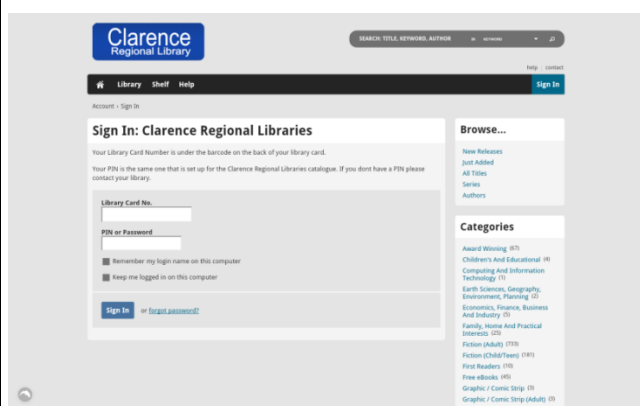 Clarence
Regional Library
SEARCH: TITLE, KEYWORD, AUTHOR IN KEYWORD
help contact
Library Shelf Help Sign In
Account › Sign In
Sign In: Clarence Regional Libraries
Your Library Card Number is under the barcode on the back of your library card.
Your PIN is the same one that is set up for the Clarence Regional Libraries catalogue. If you dont have a PIN please
contact your library.
Library Card No.
PIN or Password
Remember my login name on this computer
Keep me logged in on this computer
Sign In or forgot password?
Browse...
New Releases
Just Added
All Titles
Series
Authors
Categories
Award Winning (67)
Children's And Educational (4)
Computing And Information
Technology (1)
Earth Sciences, Geography,
Environment, Planning (2)
Economics, Finance, Business
And Industry (5)
Family, Home And Practical
Interests (25)
Fiction (Adult) (733)
Fiction (Child/Teen) (181)
First Readers (10)
Free eBooks (45)
Graphic / Comic Strip (3)
Graphic / Comic Strip (Adult) (3)